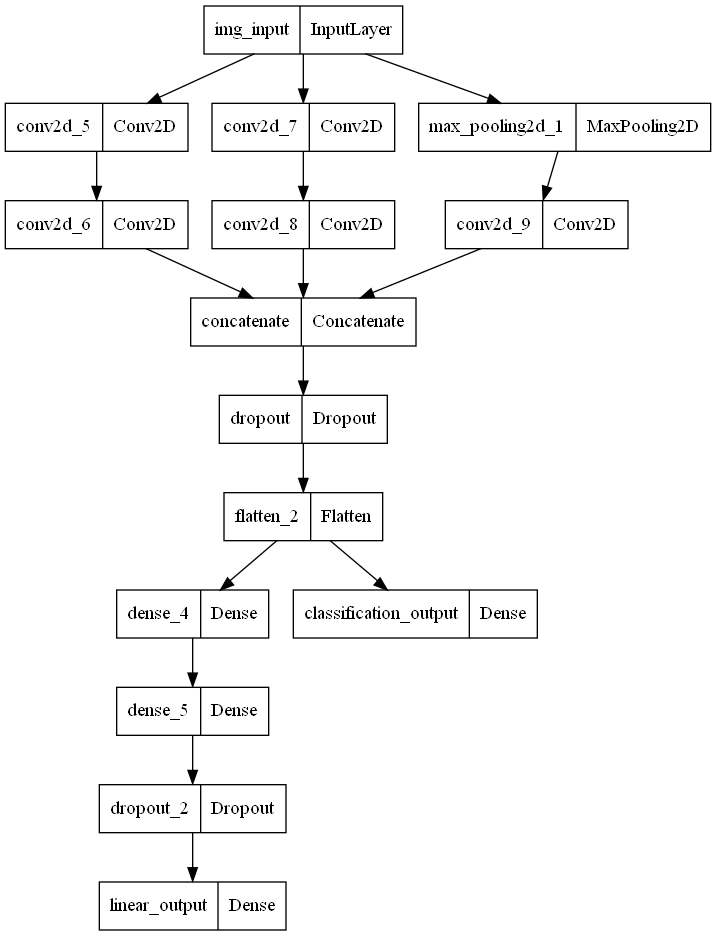 img_input InputLayer
conv2d_5 Conv2D conv2d_7 Conv2D max_pooling2d_1 MaxPooling2D
conv2d_6 Conv2D conv2d_8 Conv2D conv2d_9 Conv2D
concatenate Concatenate
dropout Dropout
flatten_2 Flatten
dense_4 Dense classification_output Dense
dense_5 Dense
dropout_2 Dropout
linear_output Dense